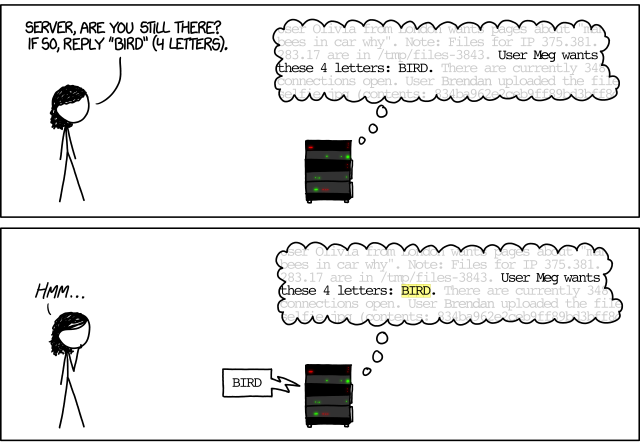 SERVER, ARE YOU STILL THERE?
IF SO, REPLY "BIRD" (4 LETTERS).
User Olivia from London wants pages about "ma
bees in car why". Note: Files for IP 375.381.
283.17 are in /tmp/files-3843. User Meg wants
these 4 letters: BIRD. There are currently 34
connections open. User Brendan uploaded the file
selfie.jpg (contents: 834ba962e2ceb9ff89bd3bff8
HMM...
User Olivia from London wants pages about "ma
bees in car why". Note: Files for IP 375.381.
283.17 are in /tmp/files-3843. User Meg wants
these 4 letters: BIRD. There are currently 34
connections open. User Brendan uploaded the file
selfie.jpg (contents: 834ba962e2ceb9ff89bd3bff8
BIRD